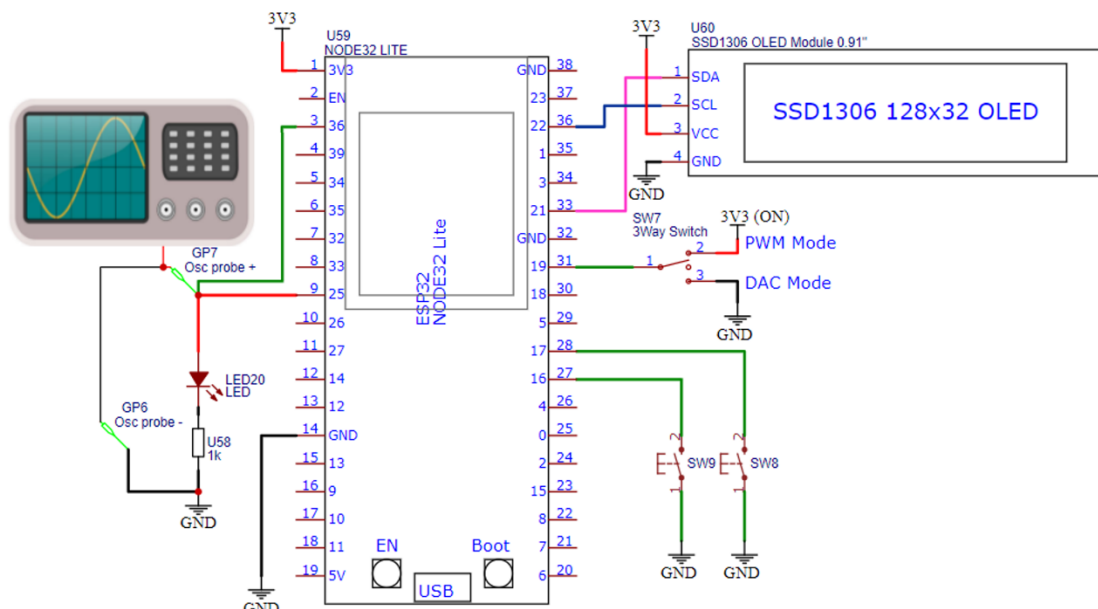 3V3
U59
NODE32 LITE
1 3V3
2 EN
3 36
4 39
5 34
6 35
7 32
8 33
9 25
10 26
11 27
12 14
13 12
14 GND
15 13
16 9
17 10
18 11
19 5V
GND 38
23 37
22 36
1 35
3 34
21 33
GND 32
19 31
18 30
5 29
17 28
16 27
4 26
0 25
2 24
15 23
8 22
7 21
6 20
ESP32
NODE32 Lite
EN
Boot
USB
GP7
Osc probe +
LED20
LED
GP6
Osc probe -
U58
1k
GND
GND
3V3
U60
SSD1306 OLED Module 0.91"
1 SDA
2 SCL
3 VCC
4 GND
SSD1306 128x32 OLED
GND
SW7
3Way Switch
3V3 (ON)
1
2
3
PWM Mode
DAC Mode
GND
2
SW9
1
2
SW8
1
GND
GND